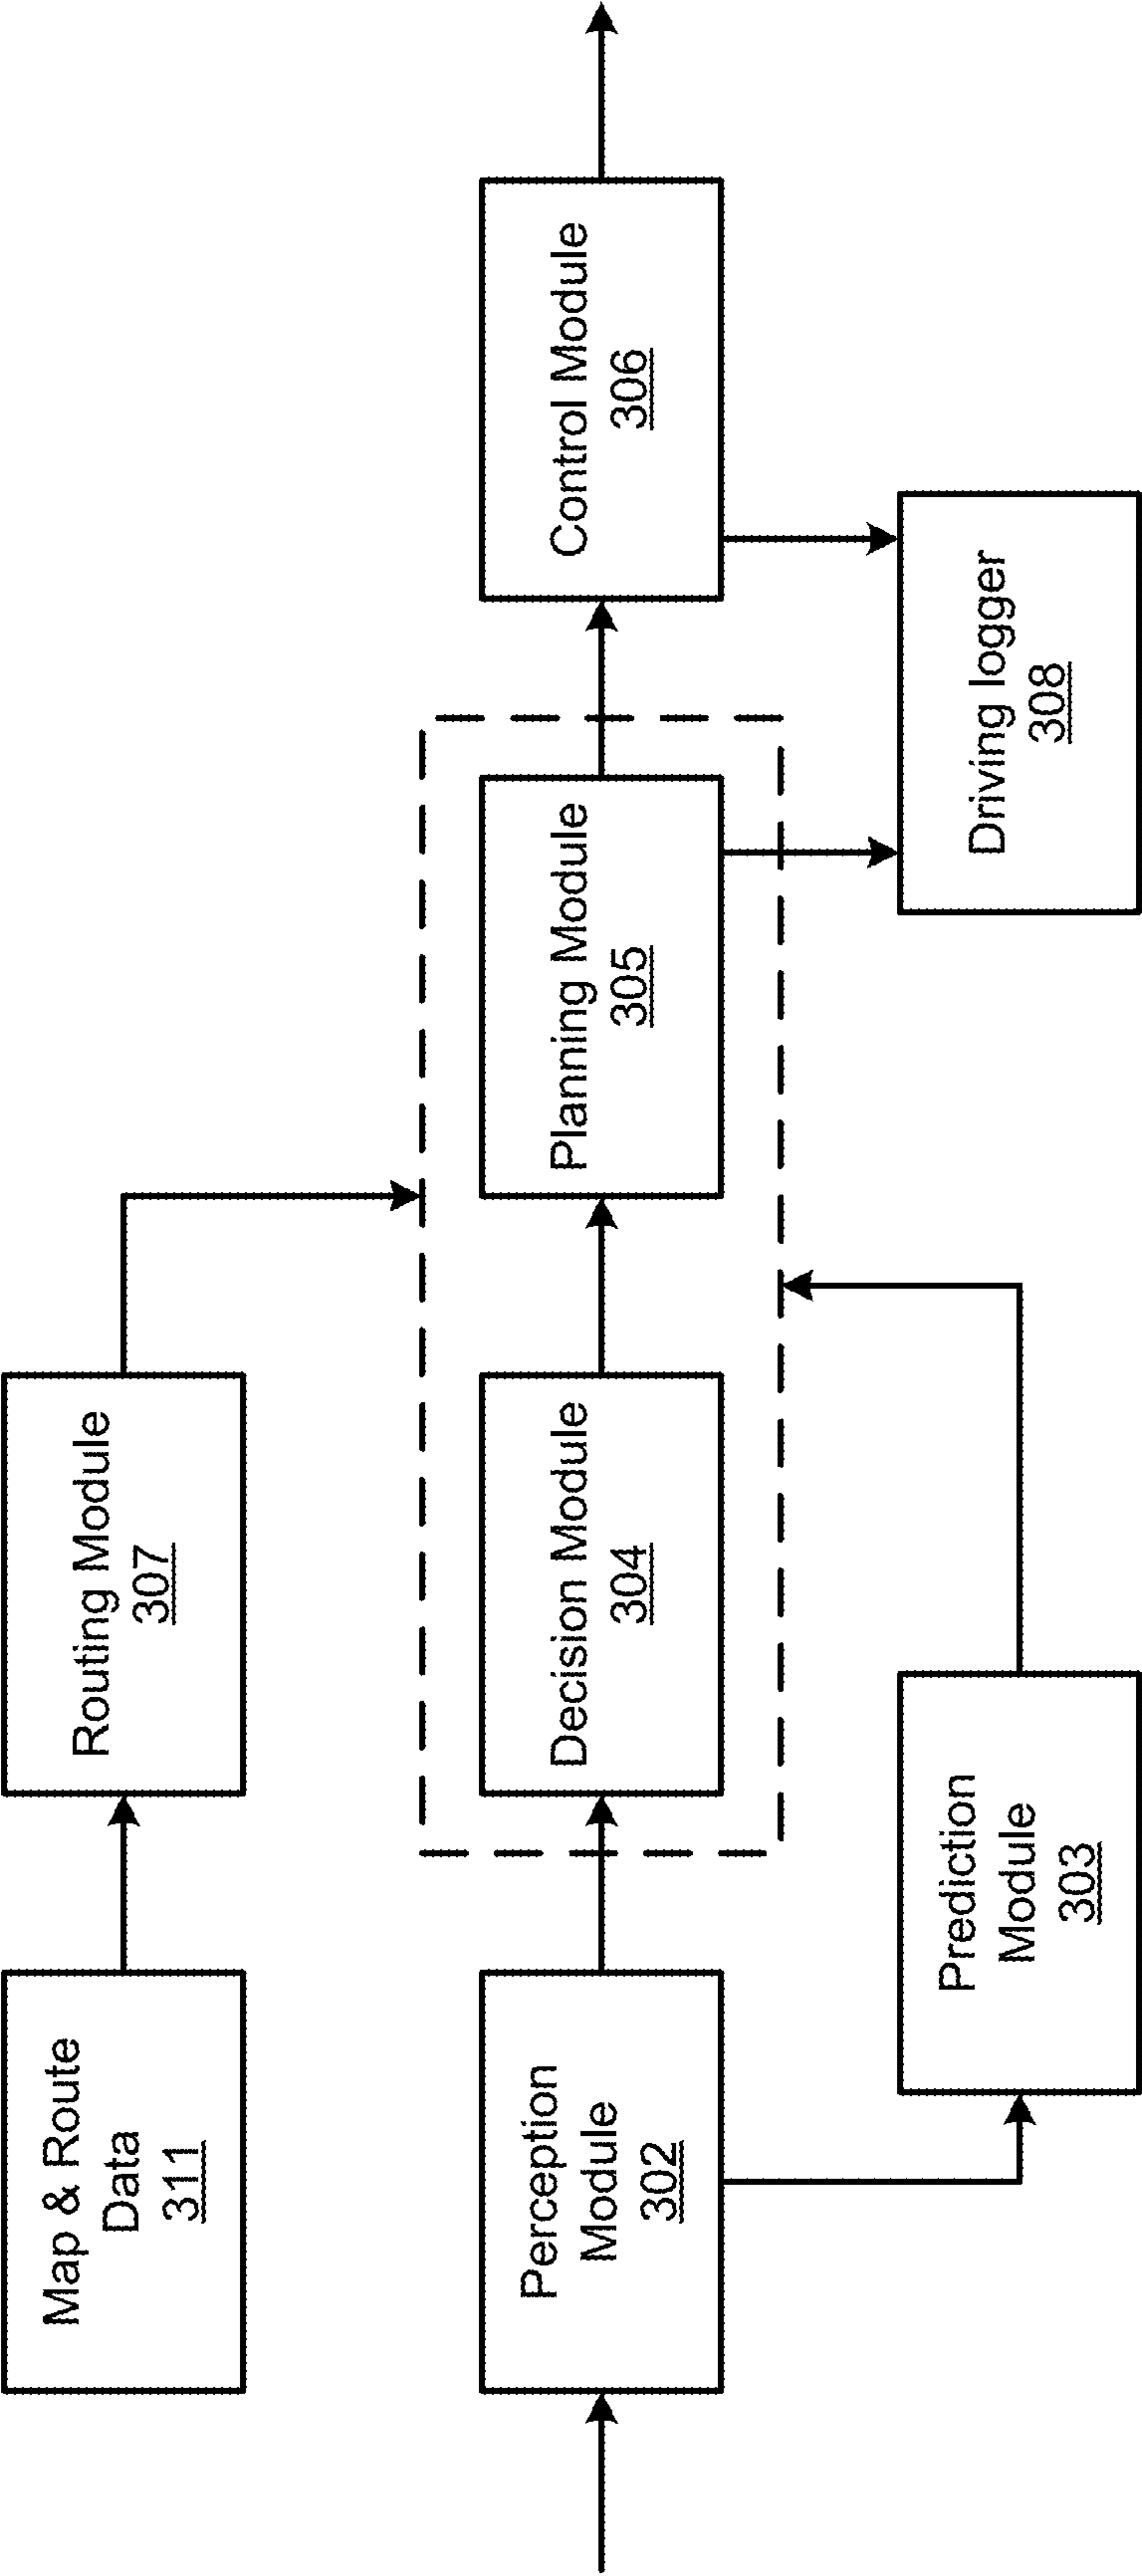 Map & Route
Data
311
Routing Module
307
Perception
Module
302
Decision Module
304
Planning Module
305
Control Module
306
Prediction
Module
303
Driving logger
308